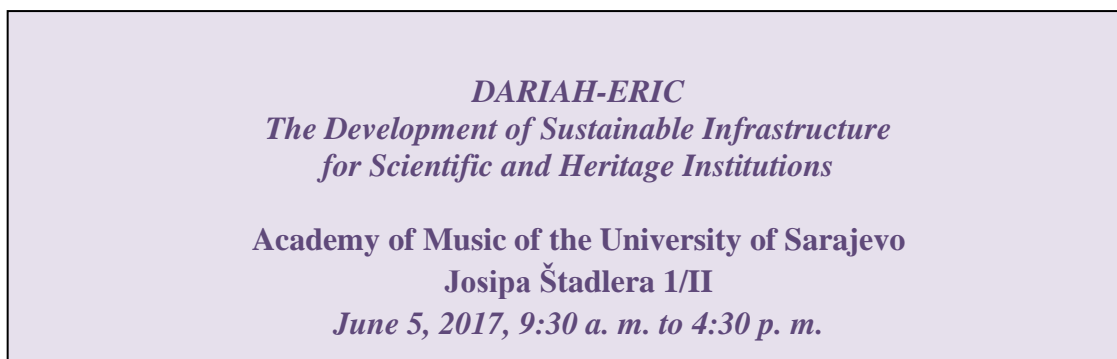 DARIAH-ERIC
The Development of Sustainable Infrastructure
for Scientific and Heritage Institutions
Academy of Music of the University of Sarajevo
Josipa Štadlera 1/II
June 5, 2017, 9:30 a. m. to 4:30 p. m.